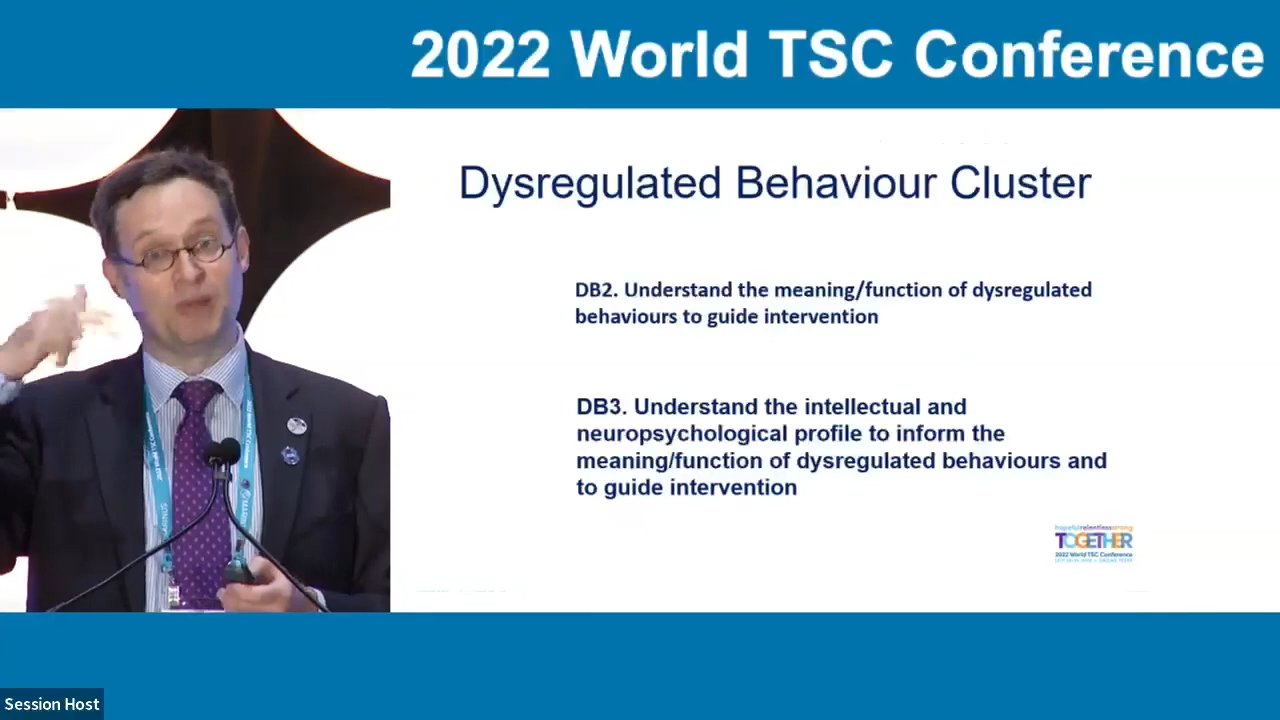 2022 World TSC Conference
Dysregulated Behaviour Cluster
DB2. Understand the meaning/function of dysregulated
behaviours to guide intervention
DB3. Understand the intellectual and
neuropsychological profile to inform the
meaning/function of dysregulated behaviours and
to guide intervention
hopefulrelentlessstrong
TOGETHER
2022 World TSC Conference
Session Host